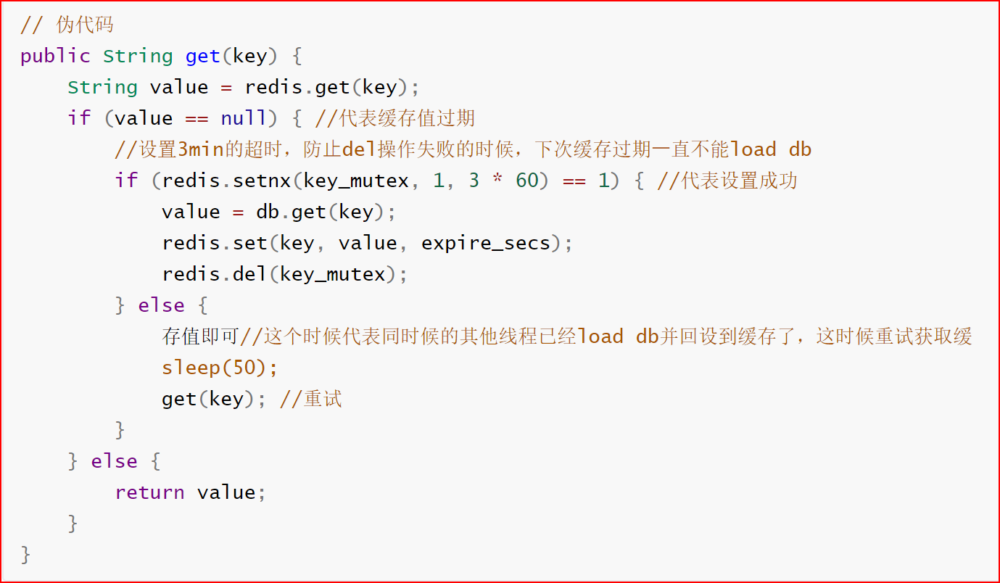 // 伪代码
public String get(key) {
    String value = redis.get(key);
    if (value == null) { //代表缓存值过期
        //设置3min的超时，防止del操作失败的时候，下次缓存过期一直不能load db
        if (redis.setnx(key_mutex, 1, 3 * 60) == 1) { //代表设置成功
            value = db.get(key);
            redis.set(key, value, expire_secs);
            redis.del(key_mutex);
        } else {
            存值即可//这个时候代表同时候的其他线程已经load db并回设到缓存了，这时候重试获取缓
            sleep(50);
            get(key); //重试
        }
    } else {
        return value;
    }
}